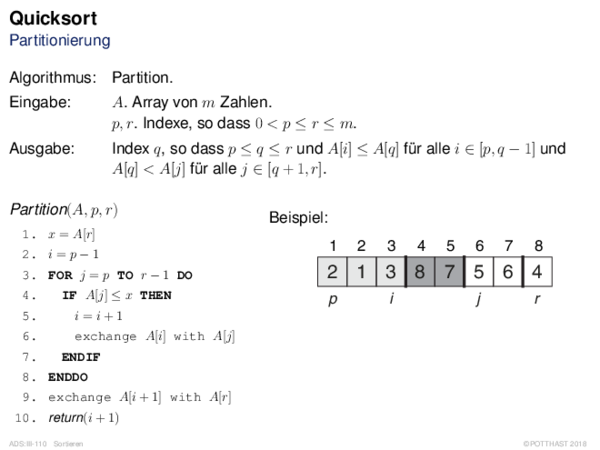 Quicksort
Partitionierung
Algorithmus: Partition.
Eingabe: A. Array von m Zahlen.
p, r. Indexe, so dass 0 < p ≤ r ≤ m.
Ausgabe: Index q, so dass p ≤ q ≤ r und A[i] ≤ A[q] für alle i ∈ [p, q − 1] und
A[q] < A[j] für alle j ∈ [q + 1, r].
Partition(A, p, r)
1. x = A[r]
2. i = p − 1
3. FOR j = p TO r − 1 DO
4. IF A[j] ≤ x THEN
5. i = i + 1
6. exchange A[i] with A[j]
7. ENDIF
8. ENDDO
9. exchange A[i + 1] with A[r]
10. return(i + 1)
Beispiel:
1 2 3 4 5 6 7 8
2 1 3 8 7 5 6 4
p i j r
ADS:III-110 Sortieren
© POTTHAST 2018